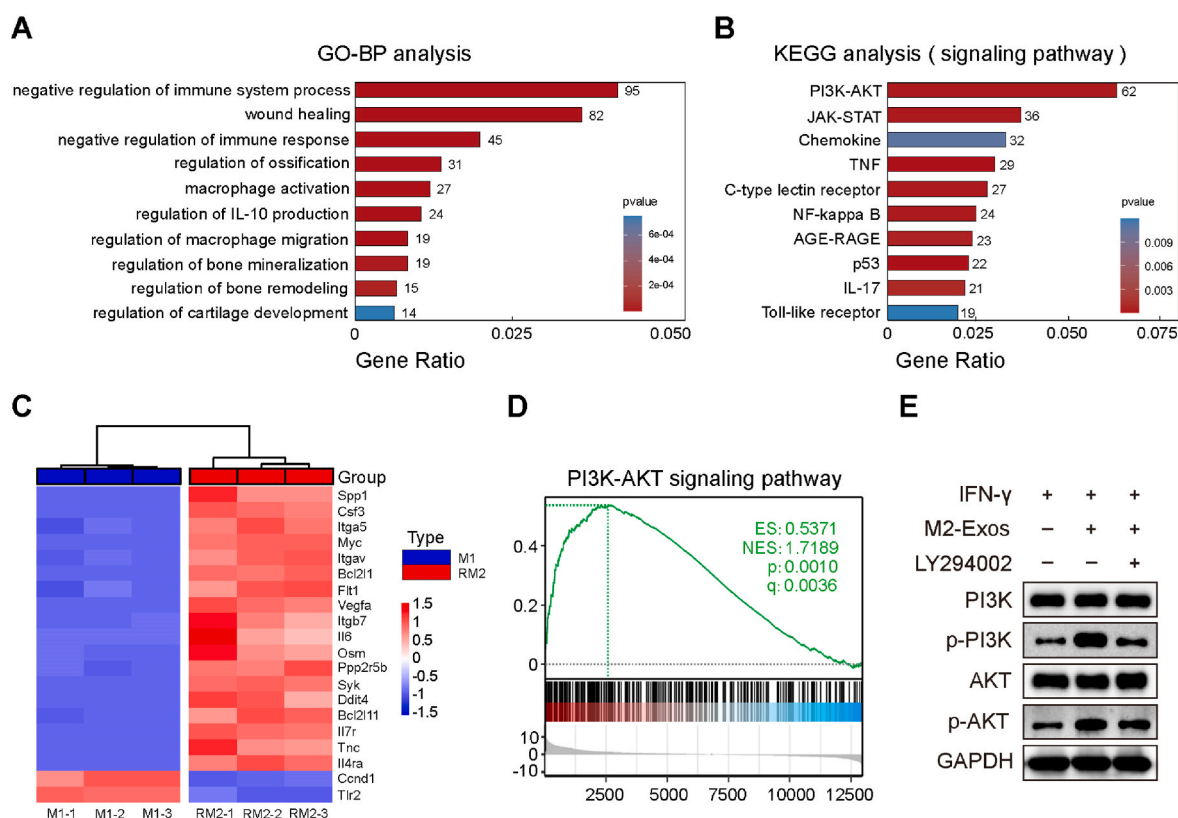 A
GO-BP analysis
negative regulation of immune system process 95
wound healing 82
negative regulation of immune response 45
regulation of ossification 31
macrophage activation 27
regulation of IL-10 production 24
regulation of macrophage migration 19
regulation of bone mineralization 19
regulation of bone remodeling 15
regulation of cartilage development 14
pvalue
6e-04
4e-04
2e-04
0 0.025 0.050
Gene Ratio
B
KEGG analysis ( signaling pathway )
PI3K-AKT 62
JAK-STAT 36
Chemokine 32
TNF 29
C-type lectin receptor 27
NF-kappa B 24
AGE-RAGE 23
p53 22
IL-17 21
Toll-like receptor 19
pvalue
0.009
0.006
0.003
0 0.025 0.050 0.075
Gene Ratio
C
Group
Spp1
Csf3
Itga5
Myc
Itgav
Bcl2l1
Flt1
Vegfa
Itgb7
Il6
Osm
Ppp2r5b
Syk
Ddit4
Bcl2l11
Il7r
Tnc
Il4ra
Ccnd1
Tlr2
M1-1 M1-2 M1-3 RM2-1 RM2-2 RM2-3
Type
M1
RM2
1.5
1
0.5
0
-0.5
-1
-1.5
D
PI3K-AKT signaling pathway
ES: 0.5371
NES: 1.7189
p: 0.0010
q: 0.0036
0.4
0.2
0
10
0
-10
2500 5000 7500 10000 12500
E
IFN-γ + + +
M2-Exos − + +
LY294002 − − +
PI3K
p-PI3K
AKT
p-AKT
GAPDH